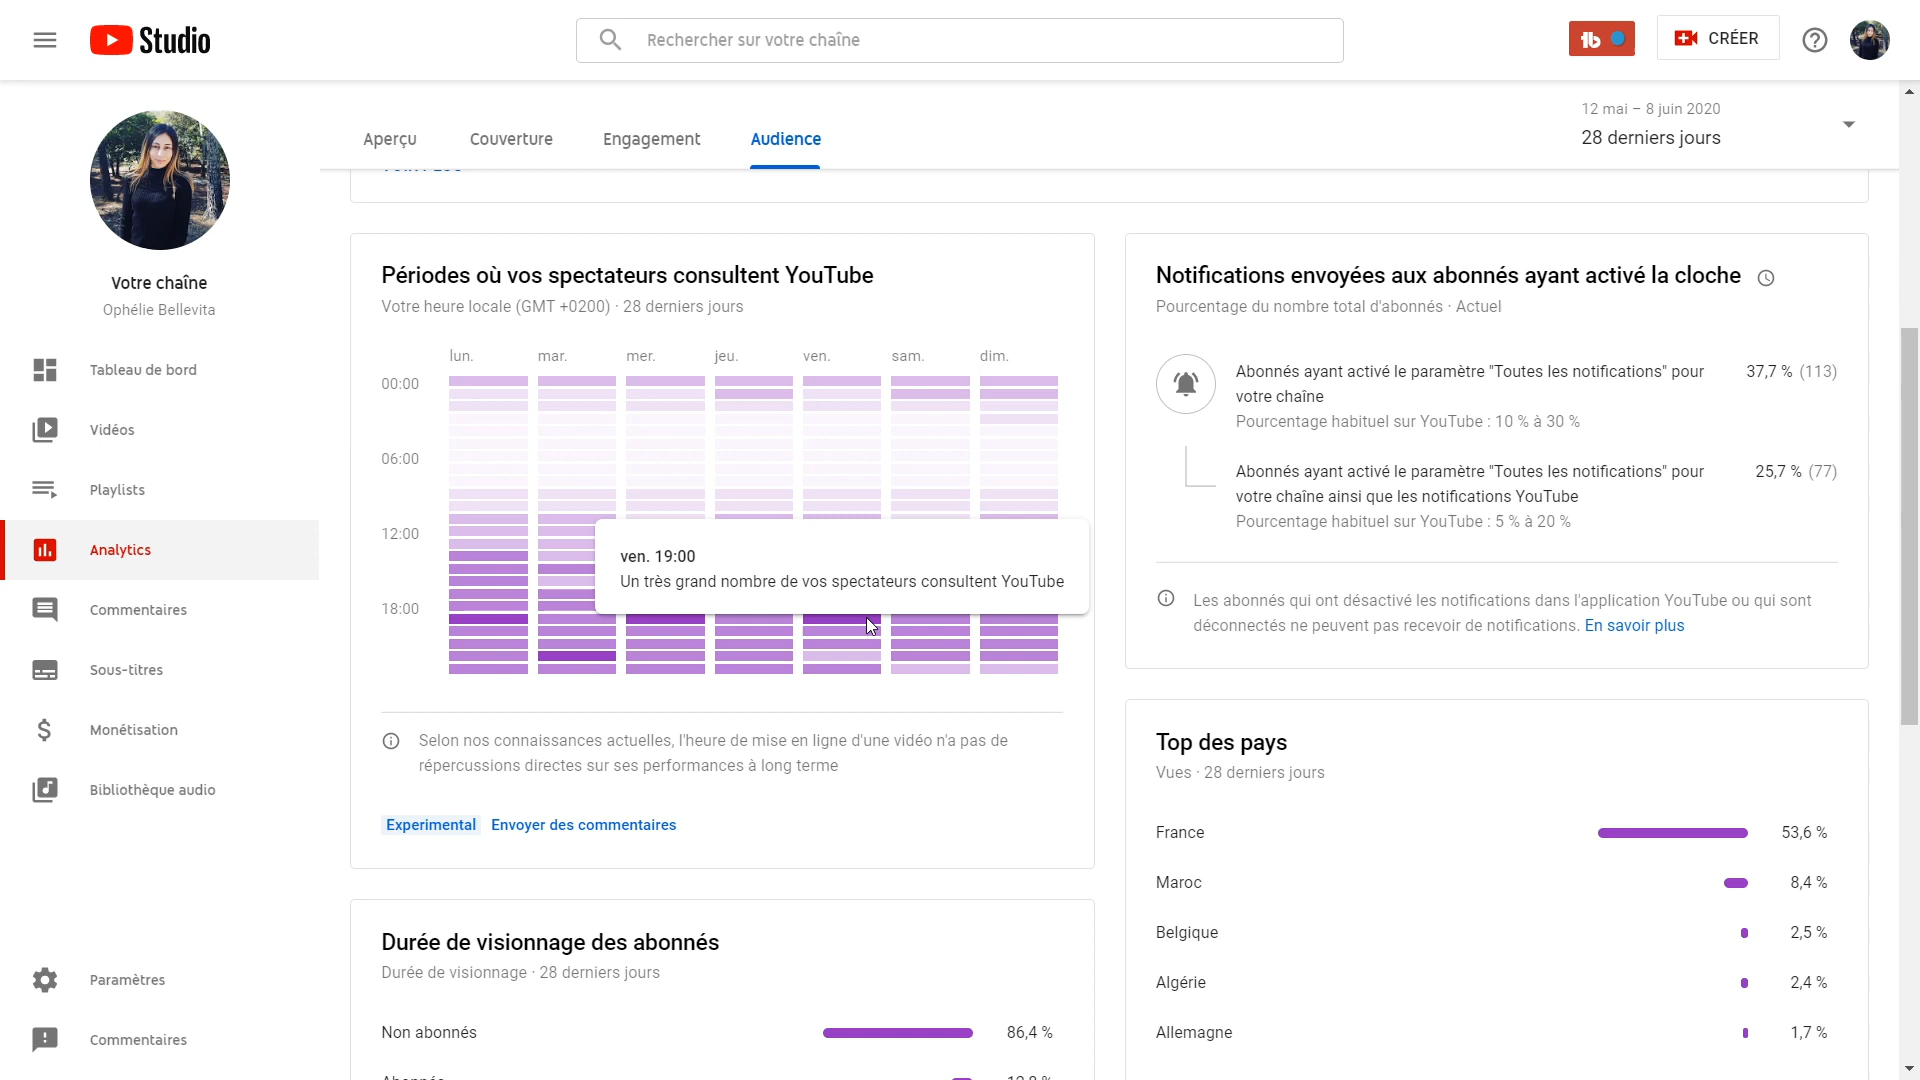 Studio
Rechercher sur votre chaîne
CRÉER
Votre chaîne
Ophélie Bellevita
Tableau de bord
Vidéos
Playlists
Analytics
Commentaires
Sous-titres
Monétisation
Bibliothèque audio
Paramètres
Commentaires
Aperçu
Couverture
Engagement
Audience
12 mai – 8 juin 2020
28 derniers jours
Périodes où vos spectateurs consultent YouTube
Votre heure locale (GMT +0200) · 28 derniers jours
lun. mar. mer. jeu. ven. sam. dim.
00:00
06:00
12:00
18:00
ven. 19:00
Un très grand nombre de vos spectateurs consultent YouTube
Selon nos connaissances actuelles, l'heure de mise en ligne d'une vidéo n'a pas de
répercussions directes sur ses performances à long terme
Experimental Envoyer des commentaires
Durée de visionnage des abonnés
Durée de visionnage · 28 derniers jours
Non abonnés 86,4 %
Notifications envoyées aux abonnés ayant activé la cloche
Pourcentage du nombre total d'abonnés · Actuel
Abonnés ayant activé le paramètre "Toutes les notifications" pour 37,7 % (113)
votre chaîne
Pourcentage habituel sur YouTube : 10 % à 30 %
Abonnés ayant activé le paramètre "Toutes les notifications" pour 25,7 % (77)
votre chaîne ainsi que les notifications YouTube
Pourcentage habituel sur YouTube : 5 % à 20 %
Les abonnés qui ont désactivé les notifications dans l'application YouTube ou qui sont
déconnectés ne peuvent pas recevoir de notifications. En savoir plus
Top des pays
Vues · 28 derniers jours
France 53,6 %
Maroc 8,4 %
Belgique 2,5 %
Algérie 2,4 %
Allemagne 1,7 %